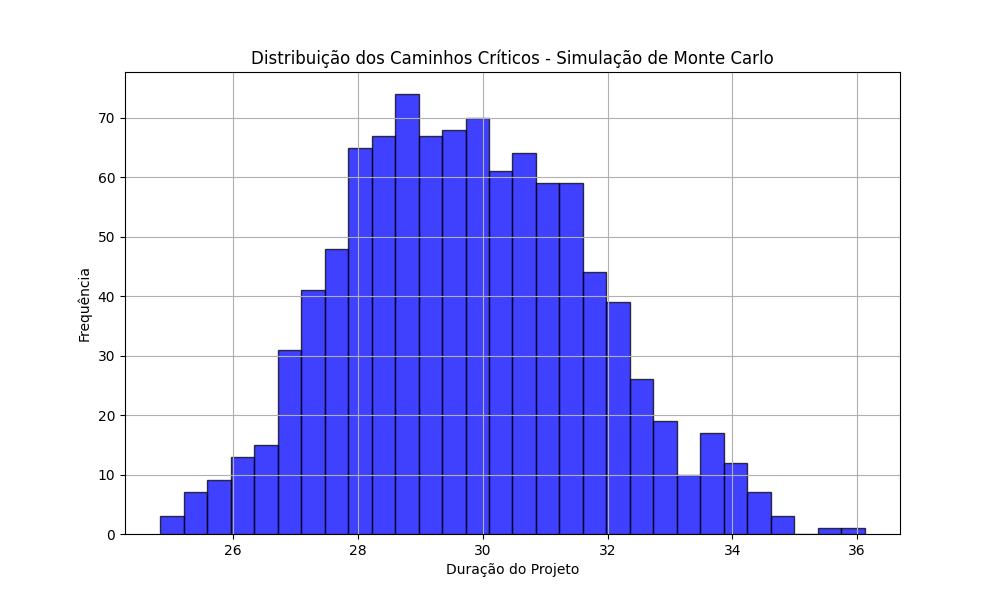 Distribuição dos Caminhos Críticos - Simulação de Monte Carlo
70
60
50
40
30
20
10
0
Frequência
26 28 30 32 34 36
Duração do Projeto